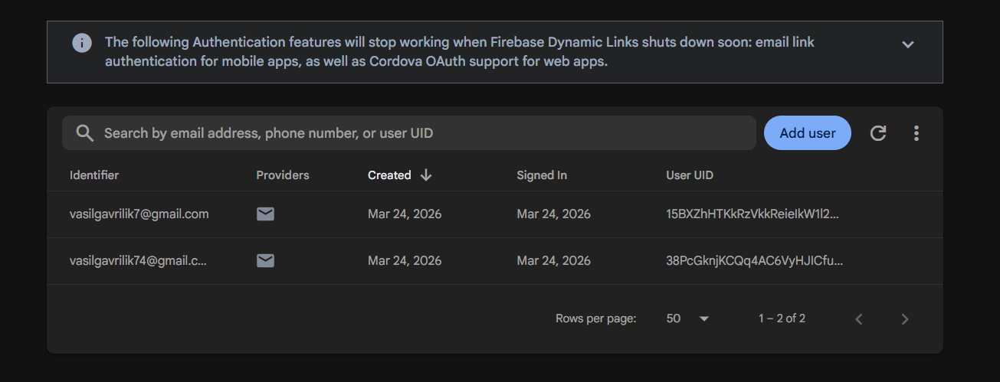 The following Authentication features will stop working when Firebase Dynamic Links shuts down soon: email link
authentication for mobile apps, as well as Cordova OAuth support for web apps.
Search by email address, phone number, or user UID
Add user
Identifier Providers Created Signed In User UID
vasilgavrilik7@gmail.com Mar 24, 2026 Mar 24, 2026 15BXZhHTKkRzVkkReieIkW1l2...
vasilgavrilik74@gmail.c... Mar 24, 2026 Mar 24, 2026 38PcGknjKCQq4AC6VyHJICfu...
Rows per page: 50 1 – 2 of 2